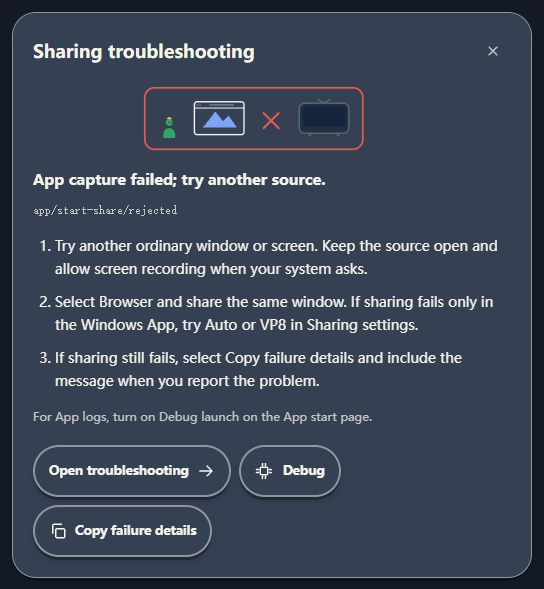 Sharing troubleshooting
App capture failed; try another source.
app/start-share/rejected
1. Try another ordinary window or screen. Keep the source open and
allow screen recording when your system asks.
2. Select Browser and share the same window. If sharing fails only in
the Windows App, try Auto or VP8 in Sharing settings.
3. If sharing still fails, select Copy failure details and include the
message when you report the problem.
For App logs, turn on Debug launch on the App start page.
Open troubleshooting
Debug
Copy failure details